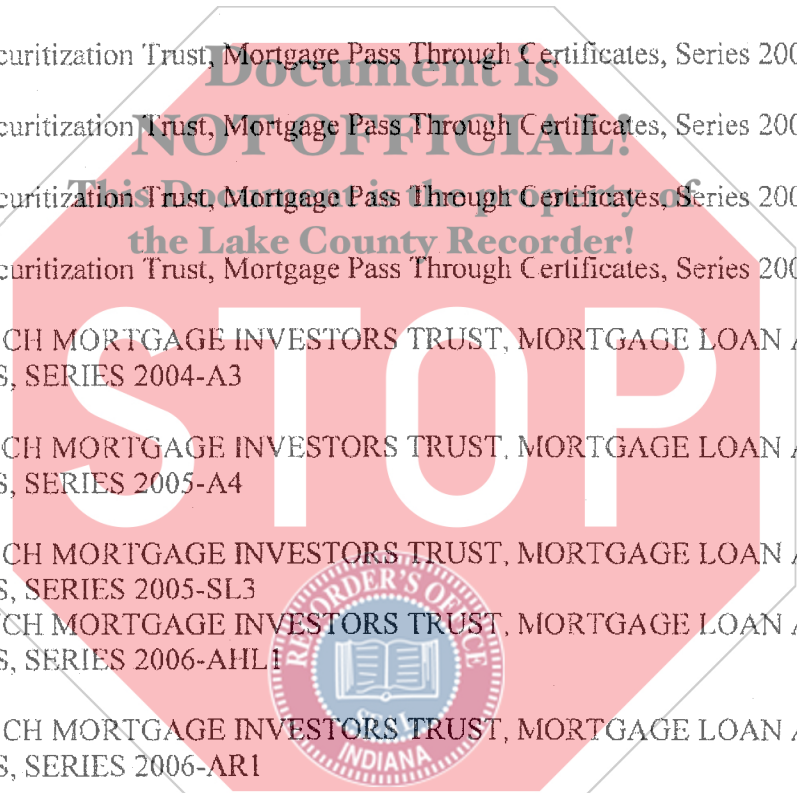 curitization Trust, Mortgage Pass Through Certificates, Series 200
Document is
curitization Trust, Mortgage Pass Through Certificates, Series 200
NOT OFFICIAL!
curitization Trust, Mortgage Pass Through Certificates, Series 200
This Document is the property of
the Lake County Recorder!
curitization Trust, Mortgage Pass Through Certificates, Series 200
CH MORTGAGE INVESTORS TRUST, MORTGAGE LOAN
S, SERIES 2004-A3
STOP
CH MORTGAGE INVESTORS TRUST, MORTGAGE LOAN
S, SERIES 2005-A4
CH MORTGAGE INVESTORS TRUST, MORTGAGE LOAN
S, SERIES 2005-SL3
CH MORTGAGE INVESTORS TRUST, MORTGAGE LOAN
S, SERIES 2006-AHL1
CH MORTGAGE INVESTORS TRUST, MORTGAGE LOAN
S, SERIES 2006-AR1
RECORDER'S OFFICE
SEAL
INDIANA